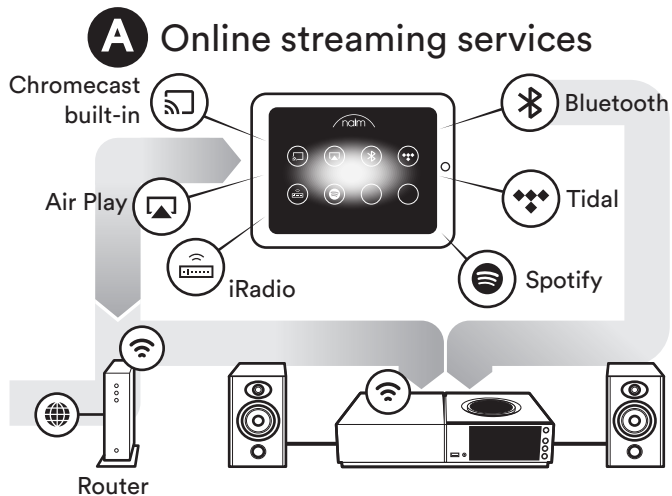 A Online streaming services
Chromecast
built-in
Bluetooth
naim
Air Play
Tidal
iRadio
Spotify
Router